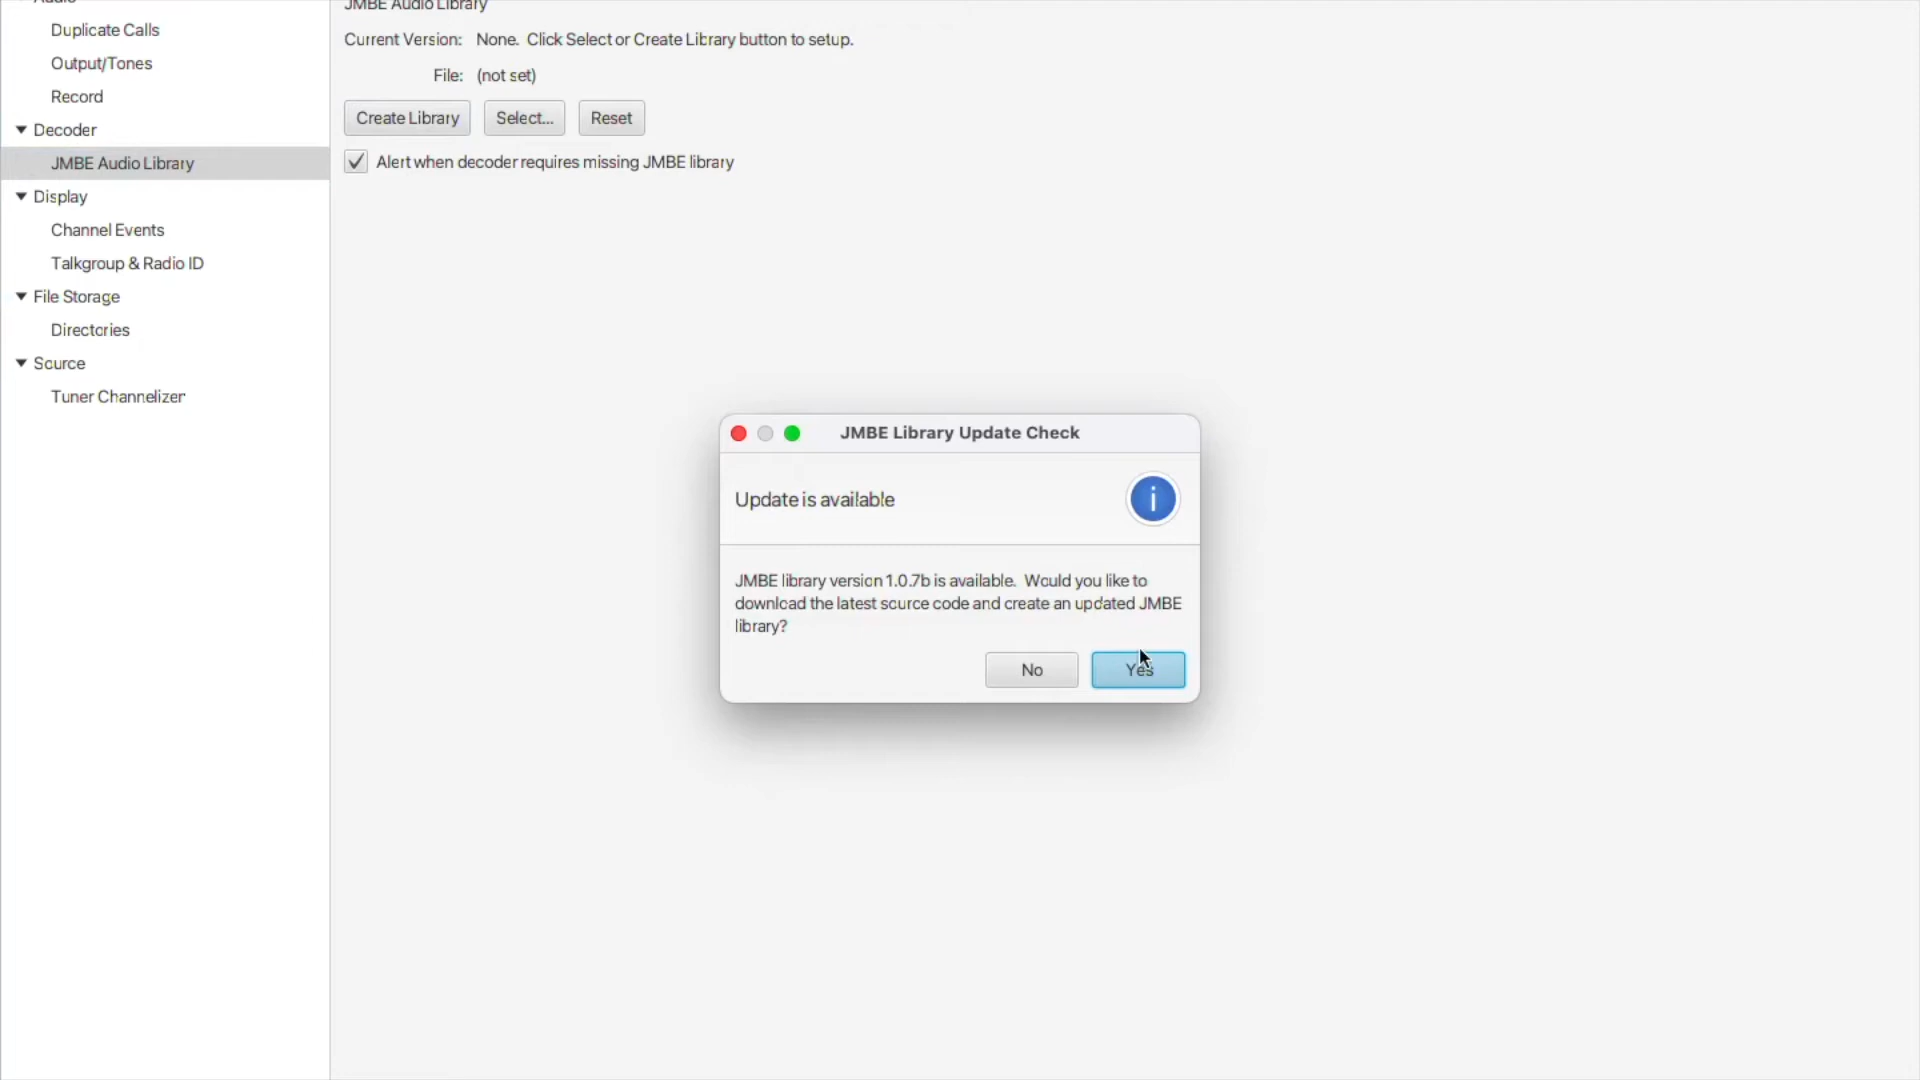 Audio
Duplicate Calls
Output/Tones
Record
Decoder
JMBE Audio Library
Display
Channel Events
Talkgroup & Radio ID
File Storage
Directories
Source
Tuner Channelizer
JMBE Audio Library
Current Version: None. Click Select or Create Library button to setup.
File: (not set)
Create Library Select... Reset
Alert when decoder requires missing JMBE library
JMBE Library Update Check
Update is available
JMBE library version 1.0.7b is available. Would you like to
download the latest source code and create an updated JMBE
library?
No Yes